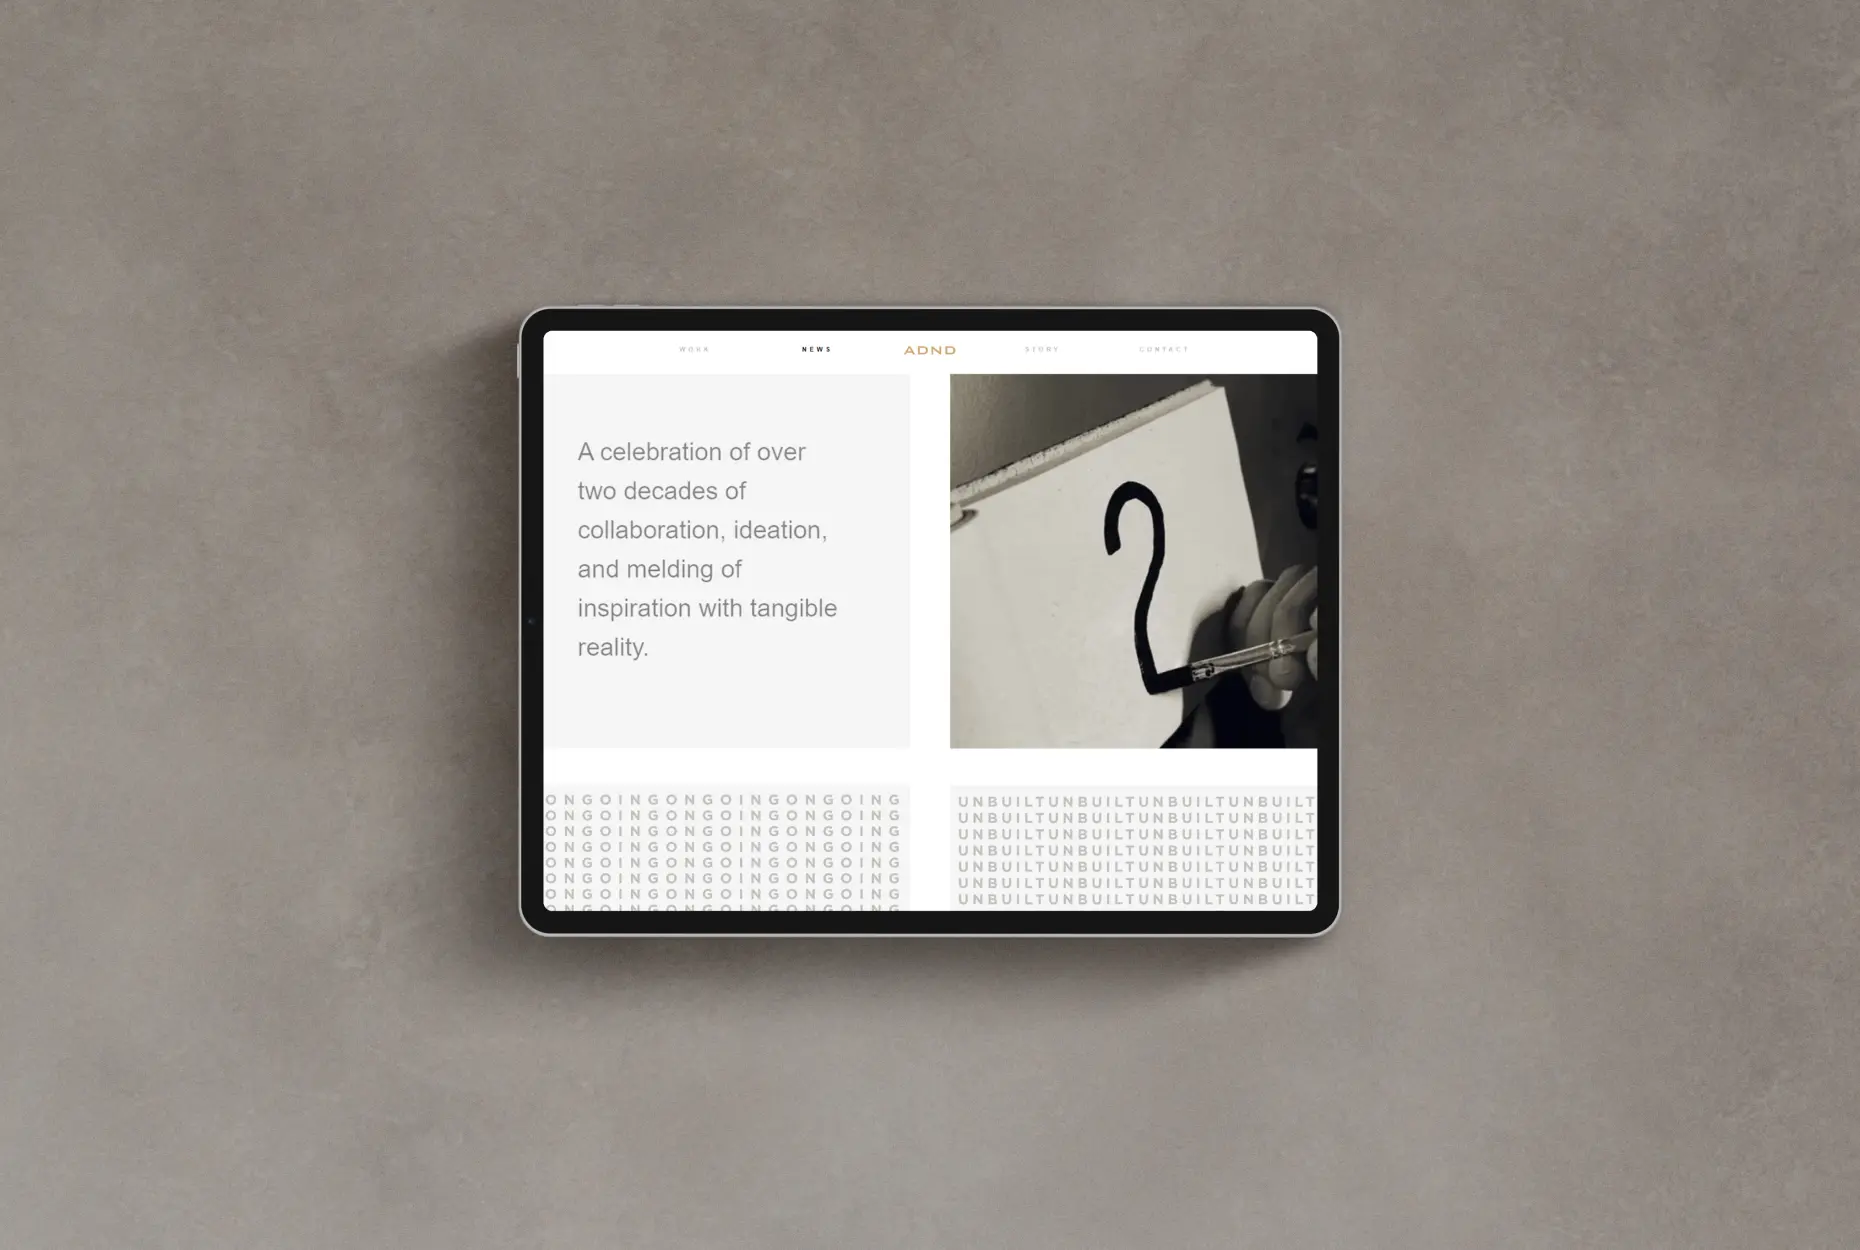 WORK NEWS ADND STORY CONTACT
A celebration of over
two decades of
collaboration, ideation,
and melding of
inspiration with tangible
reality.
2
ONGOINGONGOINGONGOING
ONGOINGONGOINGONGOING
ONGOINGONGOINGONGOING
ONGOINGONGOINGONGOING
ONGOINGONGOINGONGOING
ONGOINGONGOINGONGOING
ONGOINGONGOINGONGOING
ONGOINGONGOINGONGOING
UNBUILTUNBUILTUNBUILTUNBUILT
UNBUILTUNBUILTUNBUILTUNBUILT
UNBUILTUNBUILTUNBUILTUNBUILT
UNBUILTUNBUILTUNBUILTUNBUILT
UNBUILTUNBUILTUNBUILTUNBUILT
UNBUILTUNBUILTUNBUILTUNBUILT
UNBUILTUNBUILTUNBUILTUNBUILT